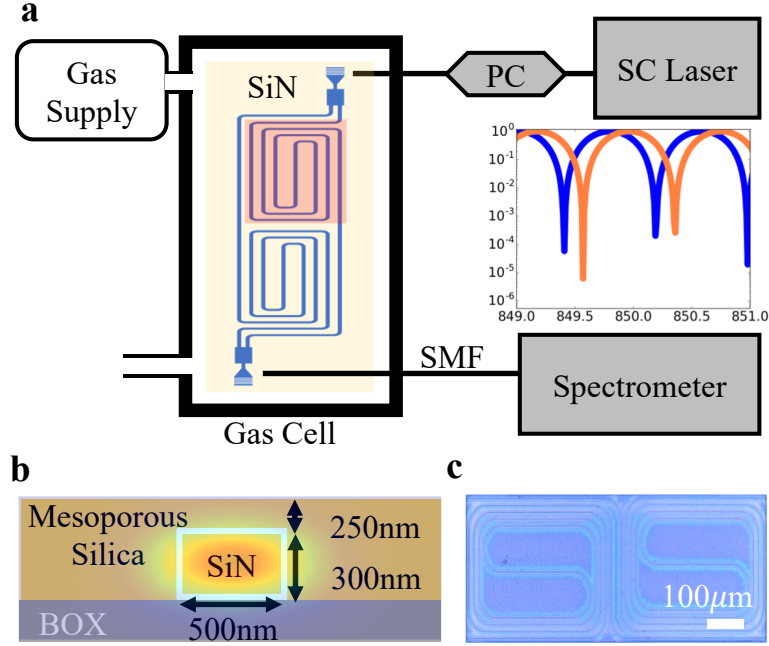 a
Gas
Supply
SiN
PC
SC Laser
10⁰
10⁻¹
10⁻²
10⁻³
10⁻⁴
10⁻⁵
10⁻⁶
849.0 849.5 850.0 850.5 851.0
SMF
Spectrometer
Gas Cell
b
Mesoporous
Silica
SiN
250nm
300nm
BOX
500nm
c
100μm